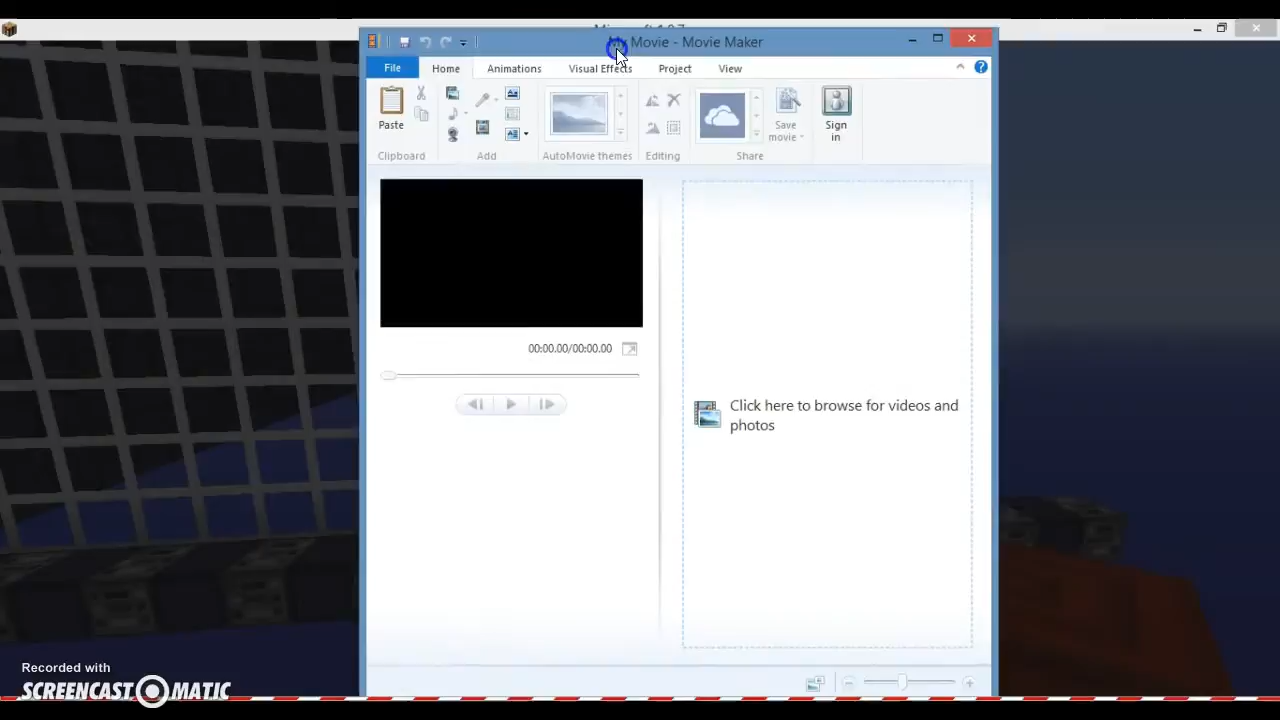 Movie - Movie Maker
File
Home
Animations
Visual Effects
Project
View
Paste
Save movie
Sign in
Clipboard
Add
AutoMovie themes
Editing
Share
00:00.00/00:00.00
Click here to browse for videos and
photos
Recorded with
SCREENCAST MATIC